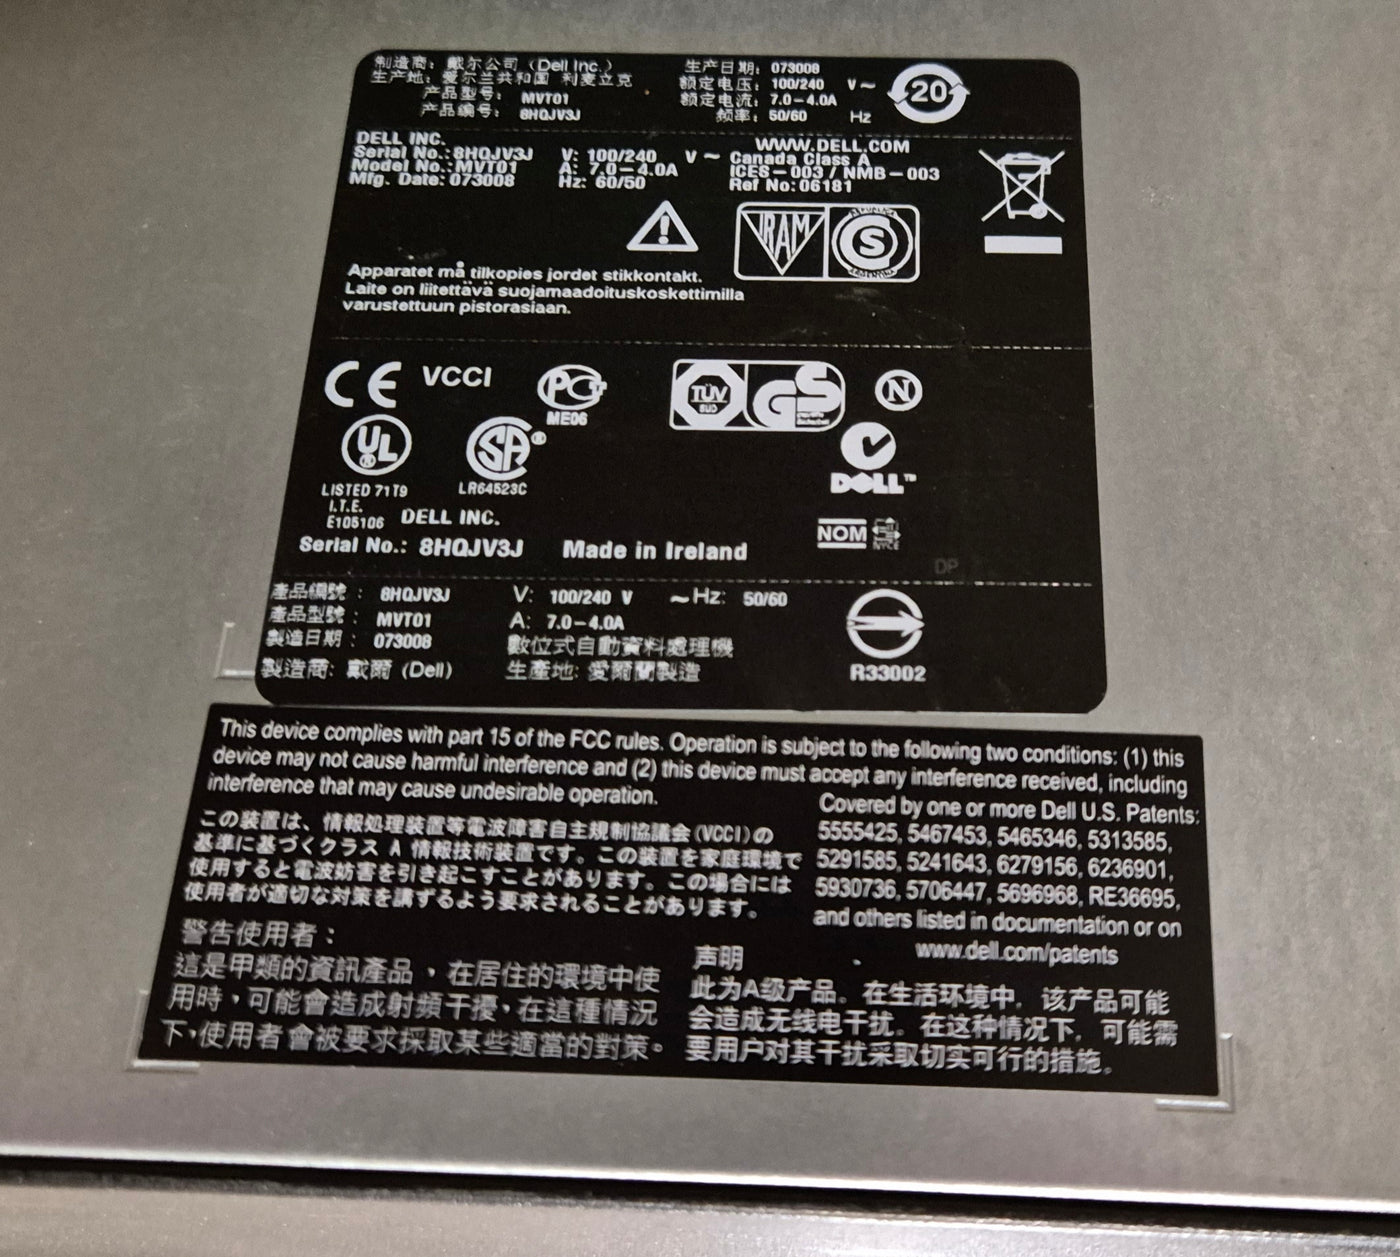 制造商: 戴尔公司 (Dell Inc.)
生产地: 爱尔兰共和国 利麦立克
产品型号: MVT01
产品编号: 8HQJV3J
生产日期: 073008
额定电压: 100/240 V~
额定电流: 7.0-4.0A
频率: 50/60 Hz
20
DELL INC.
Serial No.: 8HQJV3J
Model No.: MVT01
Mfg. Date: 073008
V: 100/240 V ~
A: 7.0-4.0A
Hz: 60/50
WWW.DELL.COM
Canada Class A
ICES-003 / NMB-003
Ref No: 06181
IRAM
S
ARGENTINA
Apparatet må tilkopies jordet stikkontakt.
Laite on liitettävä suojamaadoituskoskettimilla
varustettuun pistorasiaan.
CE VCCI
PCT
ME06
TÜV
SÜD
GS
geprüfte
Sicherheit
N
UL
LISTED 71T9
I.T.E.
E105106
SA
LR64523C
DELL INC.
DELL™
NOM
NYCE
Serial No.: 8HQJV3J Made in Ireland
DP
產品編號: 8HQJV3J
產品型號: MVT01
製造日期: 073008
製造商: 戴爾 (Dell)
V: 100/240 V ~Hz: 50/60
A: 7.0-4.0A
數位式自動資料處理機
生產地: 愛爾蘭製造
R33002
This device complies with part 15 of the FCC rules. Operation is subject to the following two conditions: (1) this
device may not cause harmful interference and (2) this device must accept any interference received, including
interference that may cause undesirable operation.
Covered by one or more Dell U.S. Patents:
5555425, 5467453, 5465346, 5313585,
5291585, 5241643, 6279156, 6236901,
5930736, 5706447, 5696968, RE36695,
and others listed in documentation or on
www.dell.com/patents
この装置は、情報処理装置等電波障害自主規制協議会 (VCCI) の
基準に基づくクラス A 情報技術装置です。この装置を家庭環境で
使用すると電波妨害を引き起こすことがあります。この場合には
使用者が適切な対策を講ずるよう要求されることがあります。
警告使用者:
這是甲類的資訊產品,在居住的環境中使
用時,可能會造成射頻干擾,在這種情況
下,使用者會被要求採取某些適當的對策。
声明
此为A级产品。在生活环境中,该产品可能
会造成无线电干扰。在这种情况下,可能需
要用户对其干扰采取切实可行的措施。